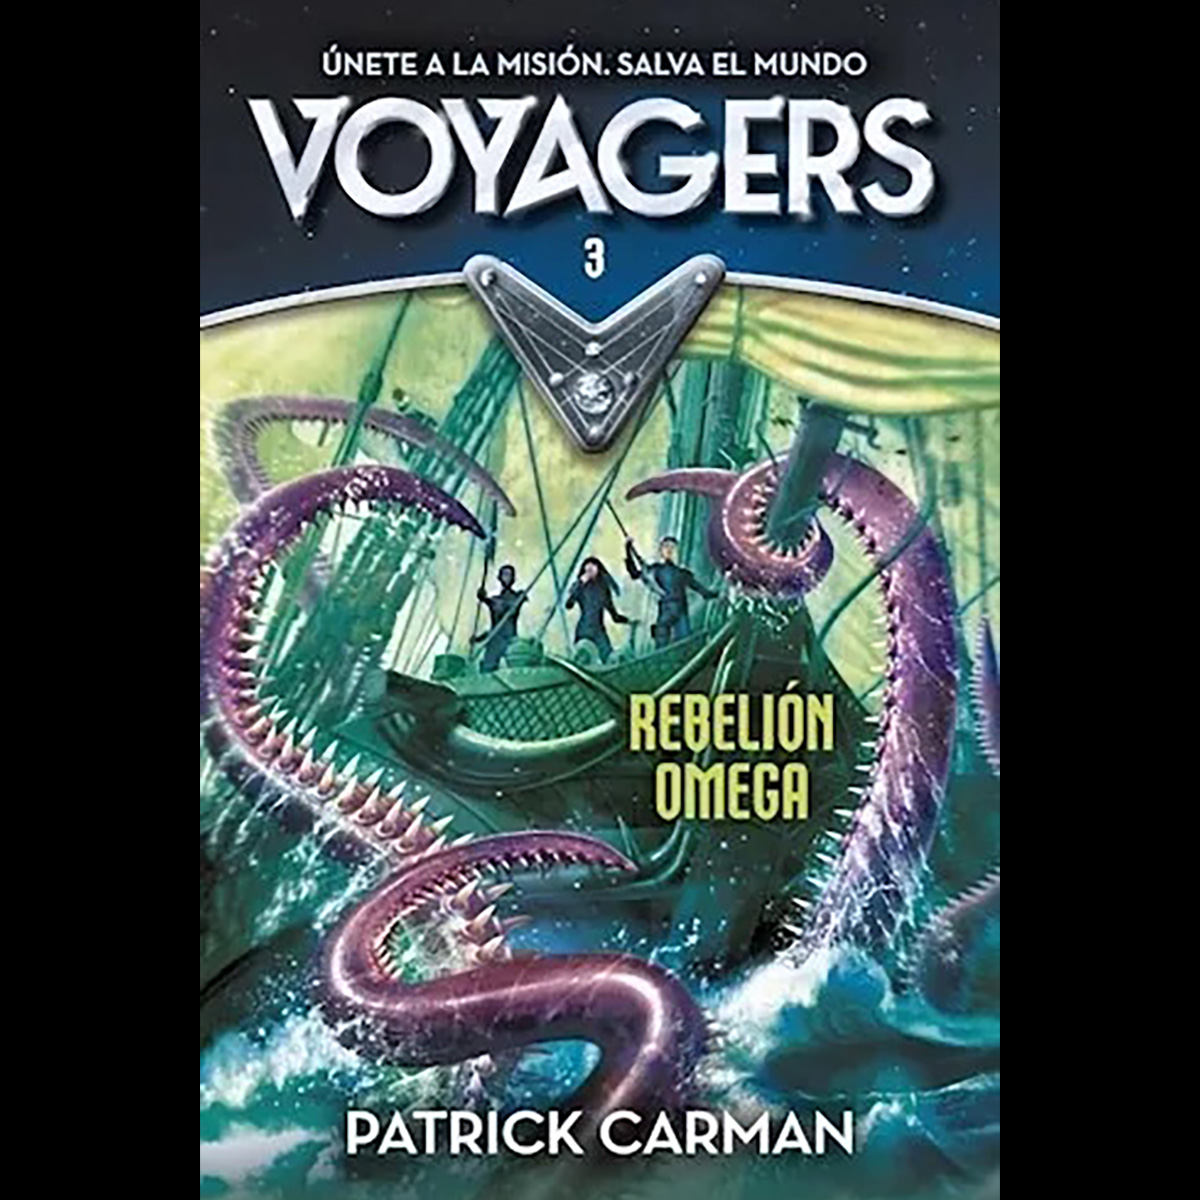 ÚNETE A LA MISIÓN. SALVA EL MUNDO
VOYAGERS
3
REBELIÓN
OMEGA
PATRICK CARMAN